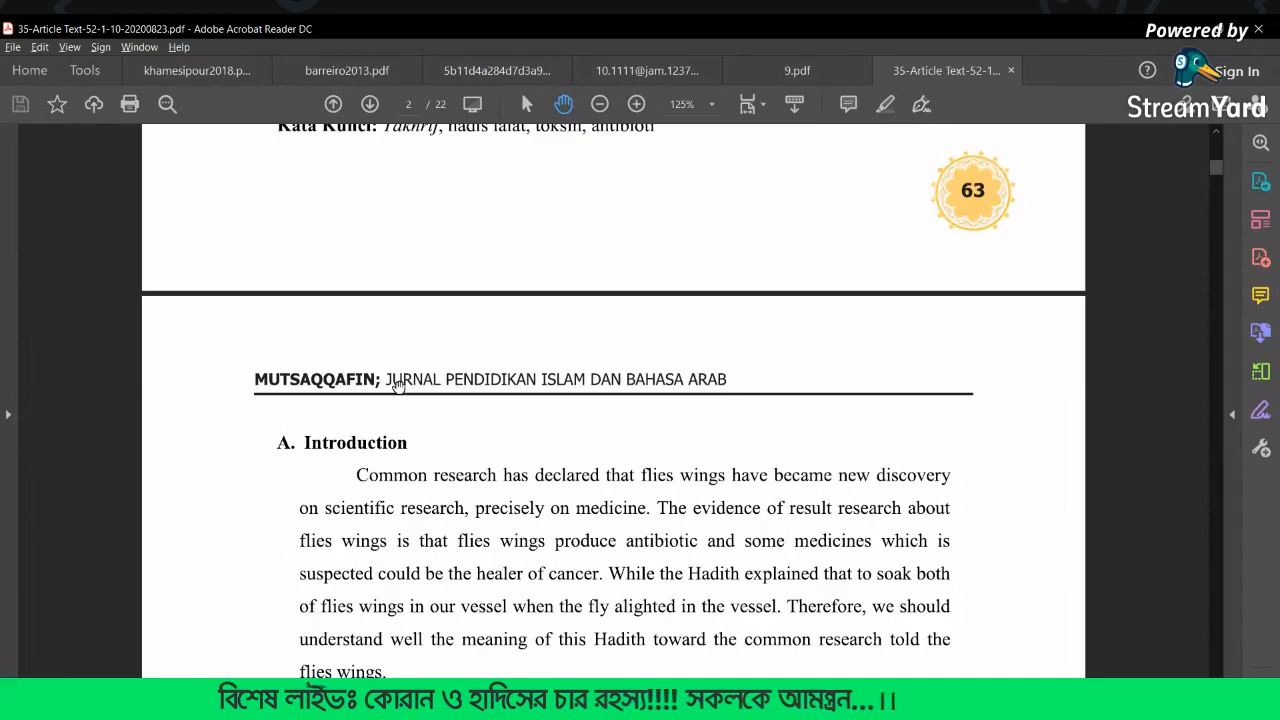 35-Article Text-52-1-10-20200823.pdf - Adobe Acrobat Reader DC
Powered by
File Edit View Sign Window Help
Home Tools khamesipour2018.p... barreiro2013.pdf 5b11d4a284d7d3a9... 10.1111@jam.1237... 9.pdf 35-Article Text-52-1... Sign In
2 / 22 125%
StreamYard
Kata Kunci: Takhrif, hadis lalat, toksin, antibioti
63
MUTSAQQAFIN; JURNAL PENDIDIKAN ISLAM DAN BAHASA ARAB
A. Introduction
Common research has declared that flies wings have became new discovery
on scientific research, precisely on medicine. The evidence of result research about
flies wings is that flies wings produce antibiotic and some medicines which is
suspected could be the healer of cancer. While the Hadith explained that to soak both
of flies wings in our vessel when the fly alighted in the vessel. Therefore, we should
understand well the meaning of this Hadith toward the common research told the
flies wings.
বিশেষ লাইভঃ কোরান ও হাদিসের চার রহস্য!!!! সকলকে আমন্ত্রন...।।